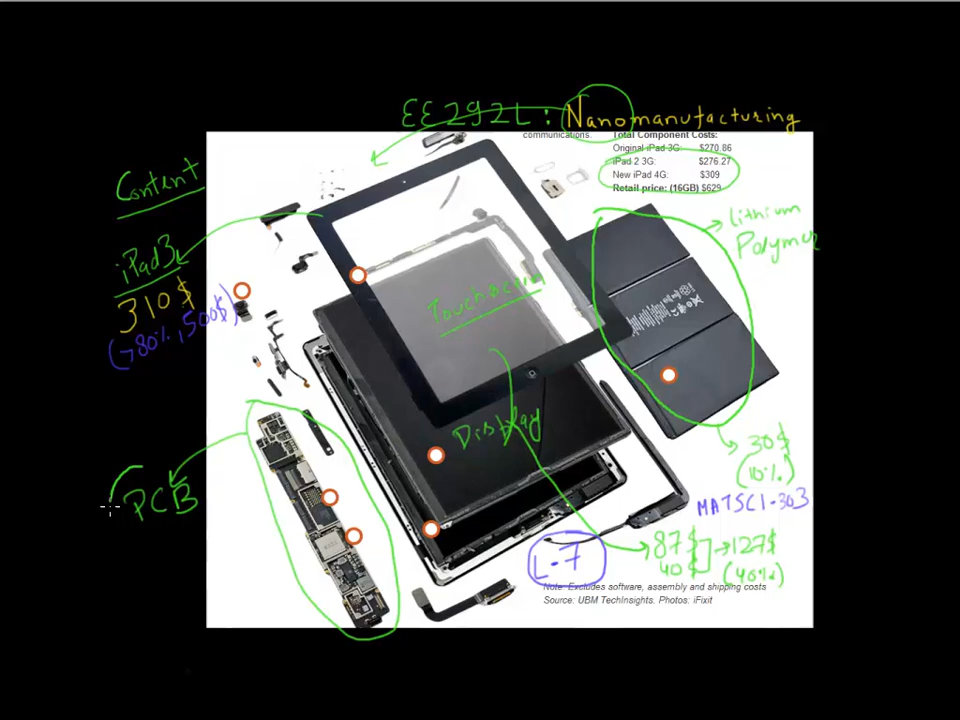 EE292L: Nanomanufacturing
communications.
Total Component Costs:
Original iPad 3G: $270.86
iPad 2 3G: $276.27
New iPad 4G: $309
Retail price: (16GB) $629
Content
iPad3
310$
(>80%, 500$)
Lithium
Polymer
Touchscreen
Display
30$
(10%)
MATSCI-303
PCB
L-7
87$
40$
127$
(40%)
Note: Excludes software, assembly and shipping costs
Source: UBM TechInsights. Photos: iFixit